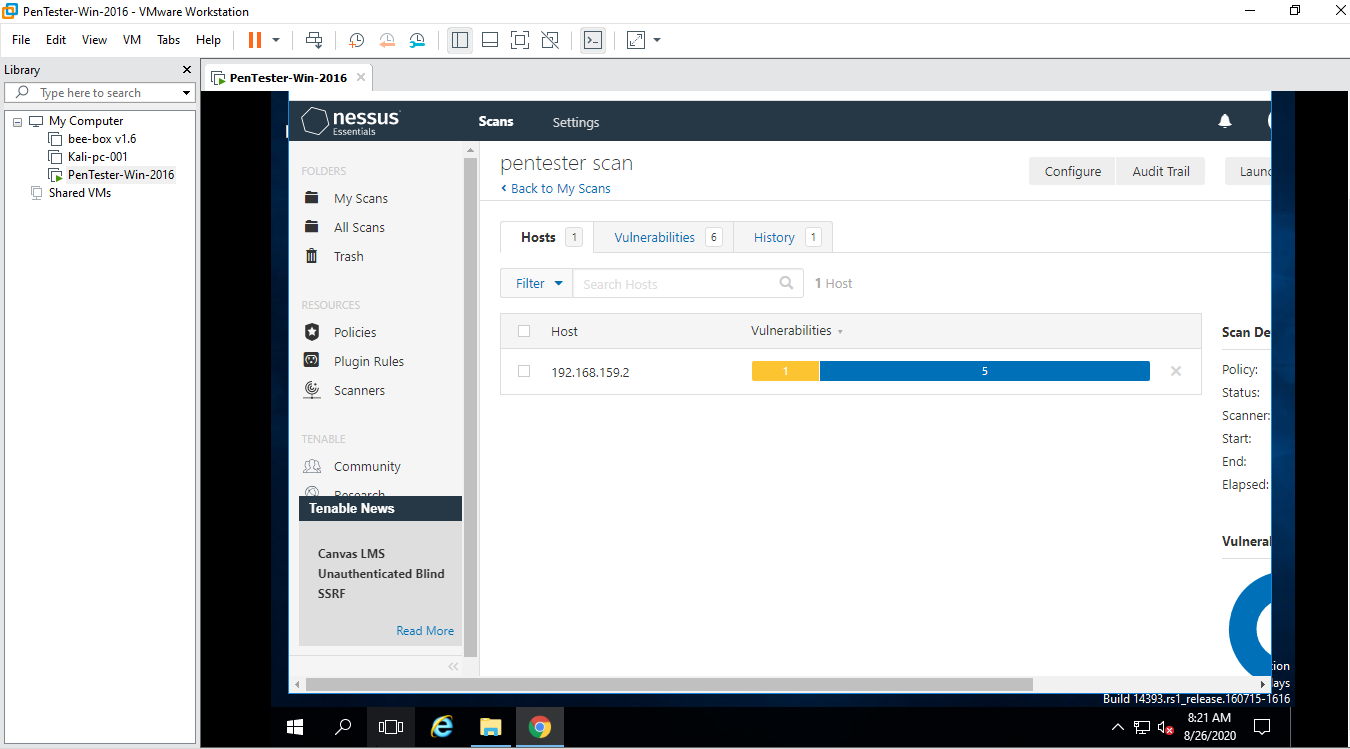 PenTester-Win-2016 - VMware Workstation
File Edit View VM Tabs Help
Library
Type here to search
My Computer
bee-box v1.6
Kali-pc-001
PenTester-Win-2016
Shared VMs
PenTester-Win-2016
nessus
Essentials
Scans Settings
FOLDERS
My Scans
All Scans
Trash
RESOURCES
Policies
Plugin Rules
Scanners
TENABLE
Community
Research
Tenable News
Canvas LMS
Unauthenticated Blind
SSRF
Read More
pentester scan
Back to My Scans
Configure Audit Trail Launc
Hosts 1 Vulnerabilities 6 History 1
Filter Search Hosts 1 Host
Host Vulnerabilities
192.168.159.2 1 5
Scan De
Policy:
Status:
Scanner:
Start:
End:
Elapsed:
Vulneral
tion
ays
Build 14393.rs1_release.160715-1616
8:21 AM
8/26/2020